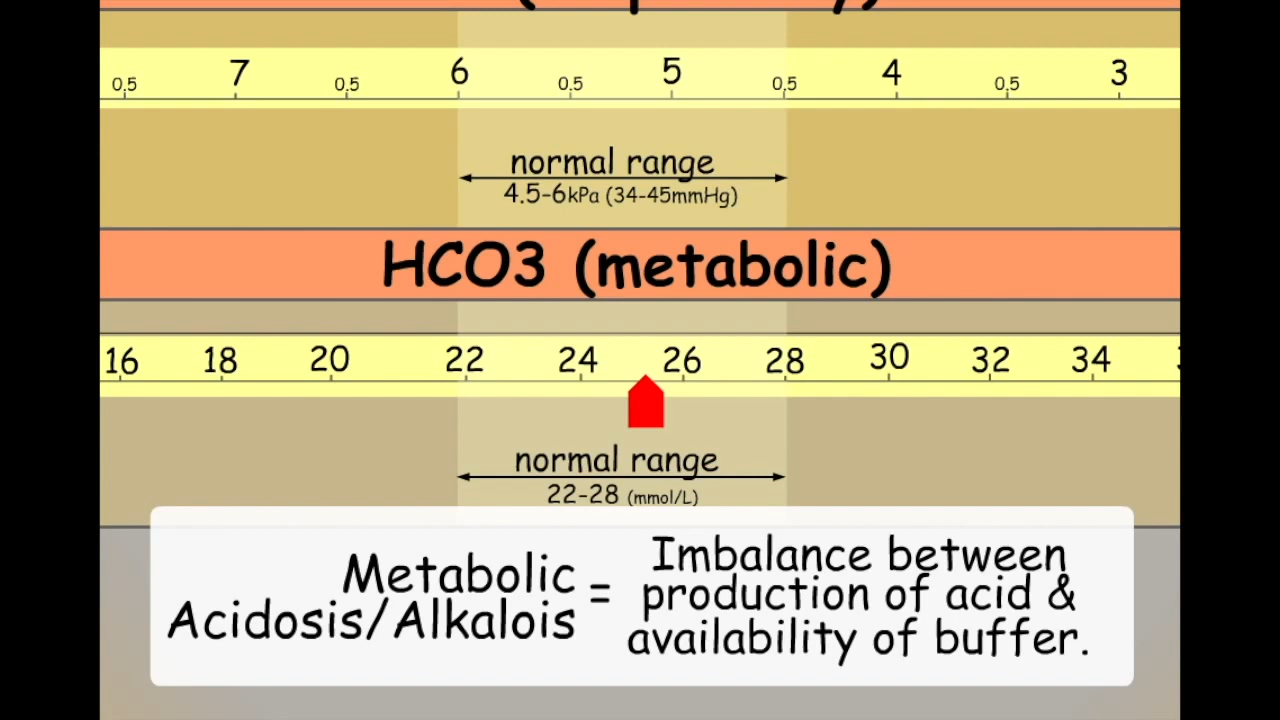 0.5 7 0.5 6 0.5 5 0.5 4 0.5 3
normal range
4.5-6kPa (34-45mmHg)
HCO3 (metabolic)
16 18 20 22 24 26 28 30 32 34
normal range
22-28 (mmol/L)
Metabolic
Acidosis/Alkalois
=
Imbalance between
production of acid &
availability of buffer.